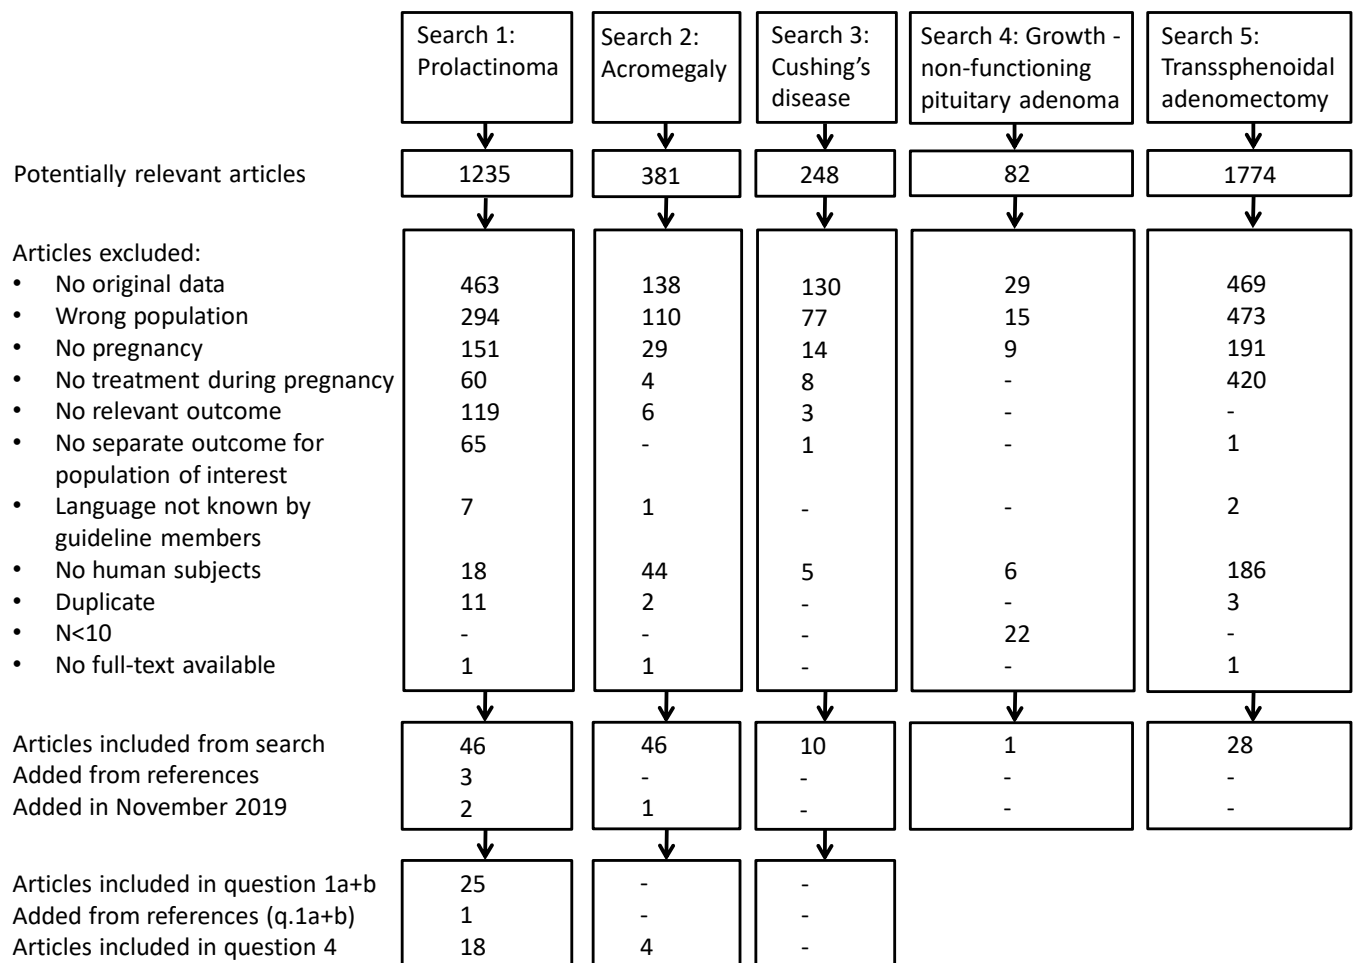 Search 1: Prolactinoma
Search 2: Acromegaly
Search 3: Cushing's disease
Search 4: Growth - non-functioning pituitary adenoma
Search 5: Transsphenoidal adenomectomy
Potentially relevant articles 1235 381 248 82 1774
Articles excluded:
• No original data 463 138 130 29 469
• Wrong population 294 110 77 15 473
• No pregnancy 151 29 14 9 191
• No treatment during pregnancy 60 4 8 - 420
• No relevant outcome 119 6 3 - -
• No separate outcome for 65 - 1 - 1
population of interest
• Language not known by 7 1 - - 2
guideline members
• No human subjects 18 44 5 6 186
• Duplicate 11 2 - - 3
• N<10 - - - 22 -
• No full-text available 1 1 - - 1
Articles included from search 46 46 10 1 28
Added from references 3 - - - -
Added in November 2019 2 1 - - -
Articles included in question 1a+b 25 - -
Added from references (q.1a+b) 1 - -
Articles included in question 4 18 4 -